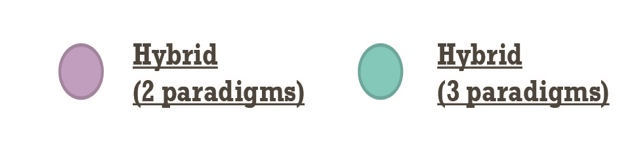 Hybrid
(2 paradigms)
Hybrid
(3 paradigms)